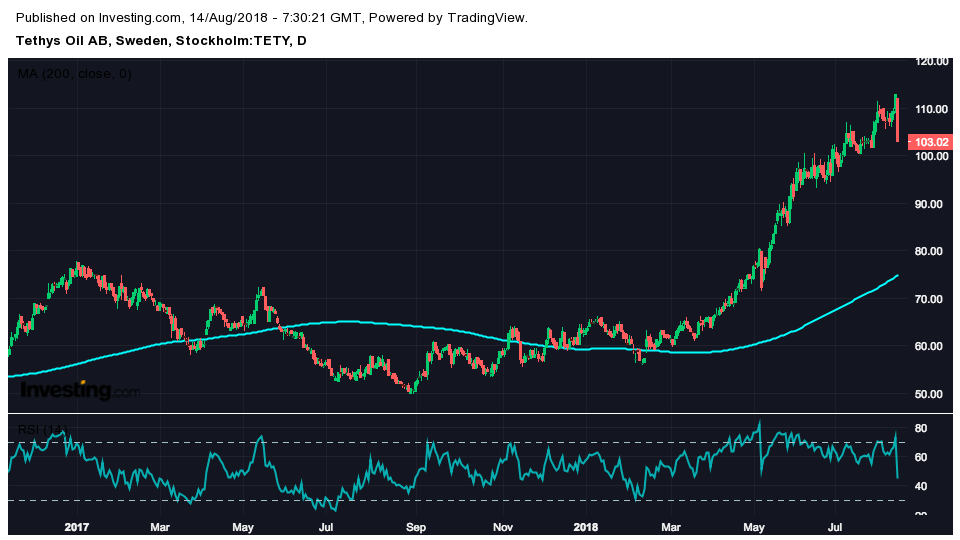 Published on Investing.com, 14/Aug/2018 - 7:30:21 GMT, Powered by TradingView.
Tethys Oil AB, Sweden, Stockholm:TETY, D
MA (200, close, 0)
120.00
110.00
103.02
100.00
90.00
80.00
70.00
60.00
50.00
Investing.com
RSI (14)
80
60
40
20
2017 Mar May Jul Sep Nov 2018 Mar May Jul